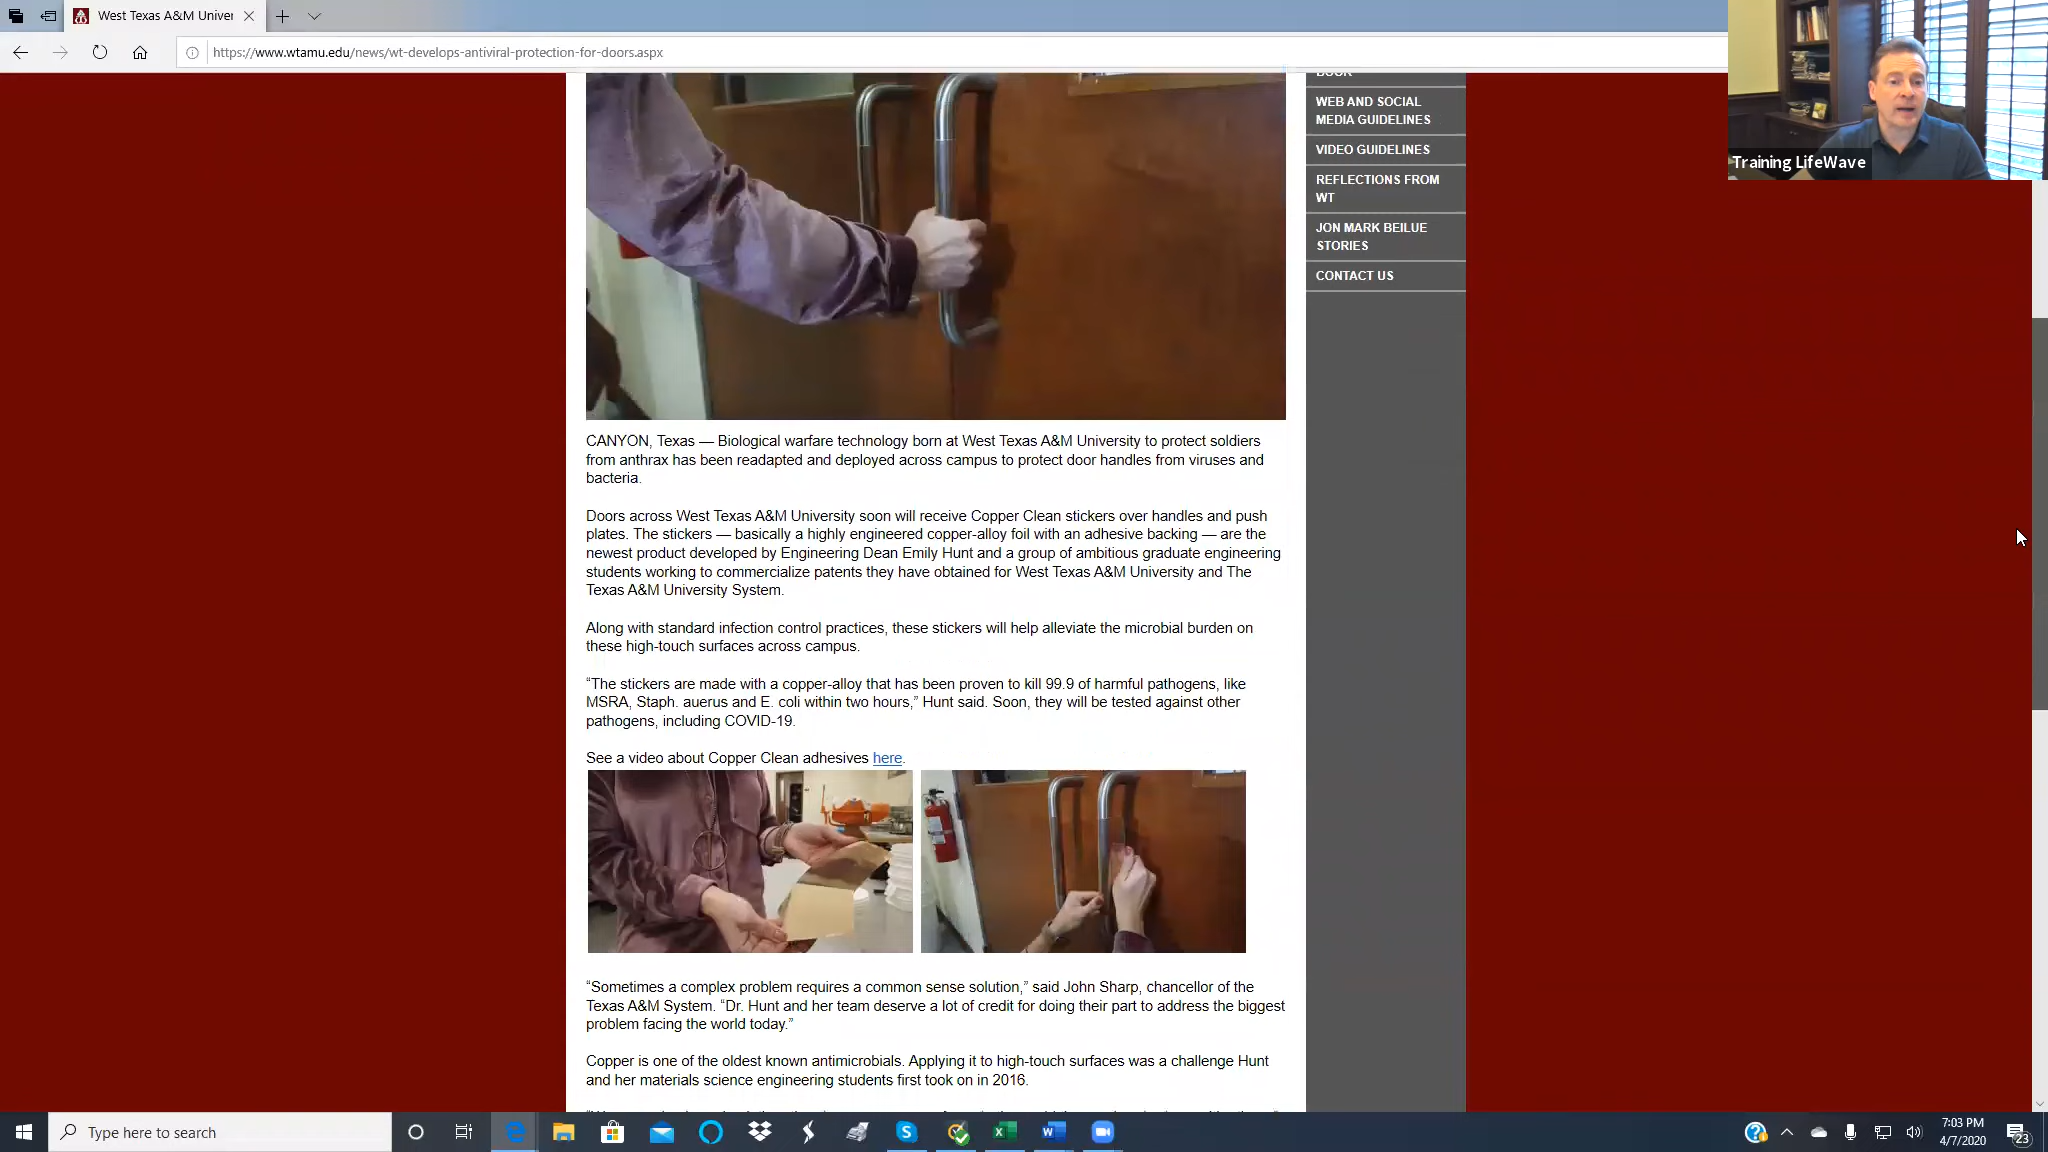 West Texas A&M Univer
https://www.wtamu.edu/news/wt-develops-antiviral-protection-for-doors.aspx
Training LifeWave
BOOK
WEB AND SOCIAL
MEDIA GUIDELINES
VIDEO GUIDELINES
REFLECTIONS FROM
WT
JON MARK BEILUE
STORIES
CONTACT US
CANYON, Texas — Biological warfare technology born at West Texas A&M University to protect soldiers
from anthrax has been readapted and deployed across campus to protect door handles from viruses and
bacteria.
Doors across West Texas A&M University soon will receive Copper Clean stickers over handles and push
plates. The stickers — basically a highly engineered copper-alloy foil with an adhesive backing — are the
newest product developed by Engineering Dean Emily Hunt and a group of ambitious graduate engineering
students working to commercialize patents they have obtained for West Texas A&M University and The
Texas A&M University System.
Along with standard infection control practices, these stickers will help alleviate the microbial burden on
these high-touch surfaces across campus.
“The stickers are made with a copper-alloy that has been proven to kill 99.9 of harmful pathogens, like
MSRA, Staph. auerus and E. coli within two hours,” Hunt said. Soon, they will be tested against other
pathogens, including COVID-19.
See a video about Copper Clean adhesives here.
“Sometimes a complex problem requires a common sense solution,” said John Sharp, chancellor of the
Texas A&M System. “Dr. Hunt and her team deserve a lot of credit for doing their part to address the biggest
problem facing the world today.”
Copper is one of the oldest known antimicrobials. Applying it to high-touch surfaces was a challenge Hunt
and her materials science engineering students first took on in 2016.
Type here to search
7:03 PM
4/7/2020
23